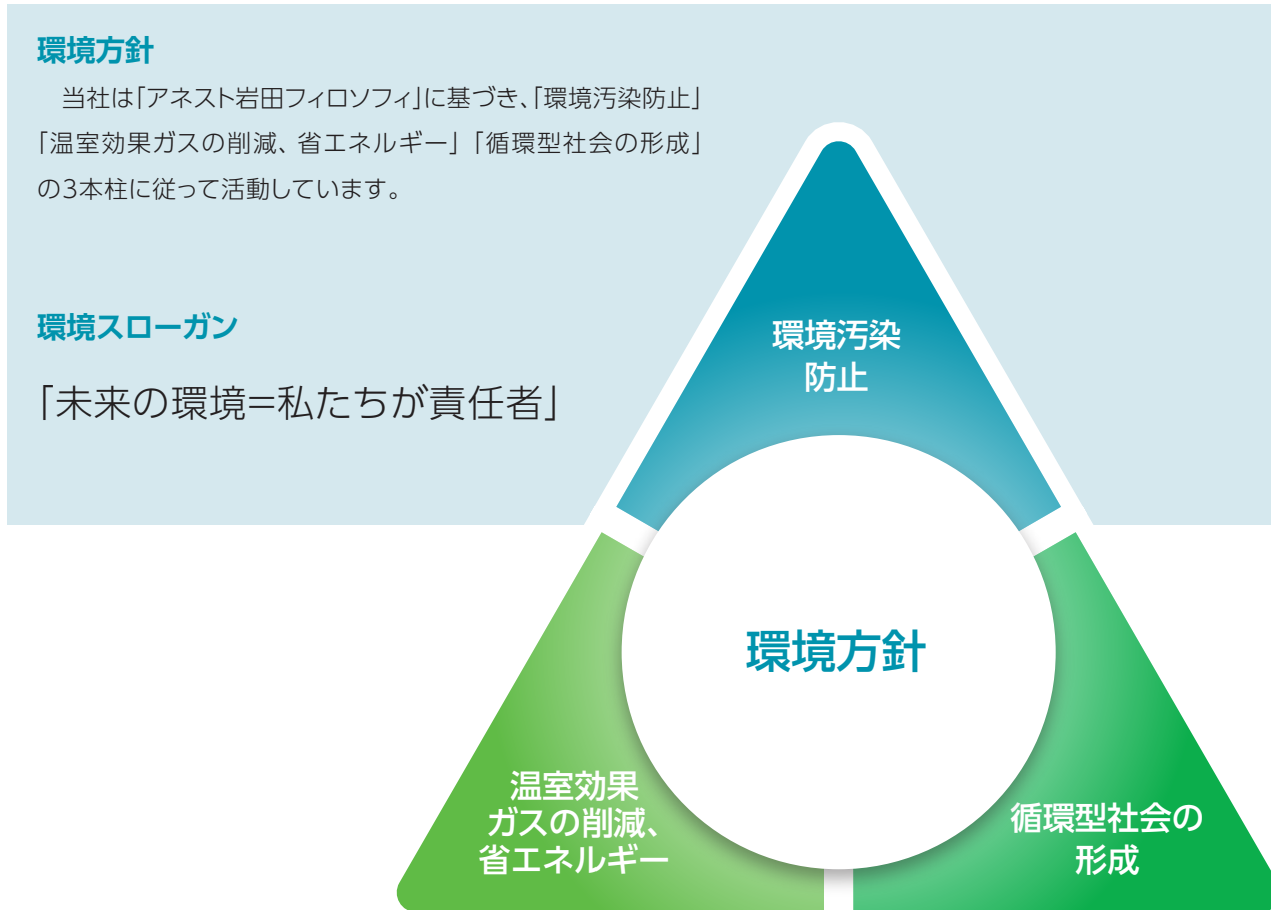 環境方針
当社は「アネスト岩田フィロソフィ」に基づき、「環境汚染防止」
「温室効果ガスの削減、省エネルギー」「循環型社会の形成」
の3本柱に従って活動しています。
環境スローガン
「未来の環境=私たちが責任者」
環境汚染
防止
環境方針
温室効果
ガスの削減、
省エネルギー
循環型社会の
形成